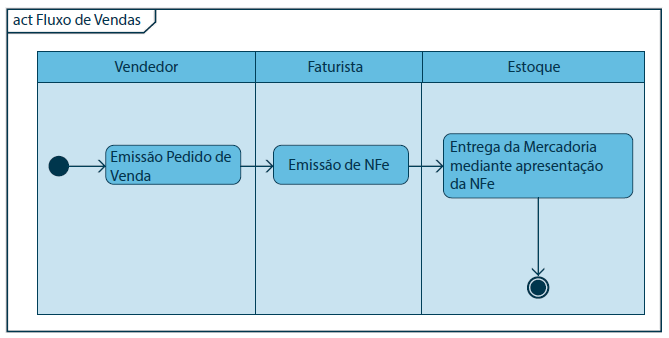 act Fluxo de Vendas
Vendedor
Faturista
Estoque
Emissão Pedido de
Venda
Emissão de NFe
Entrega da Mercadoria
mediante apresentação
da NFe